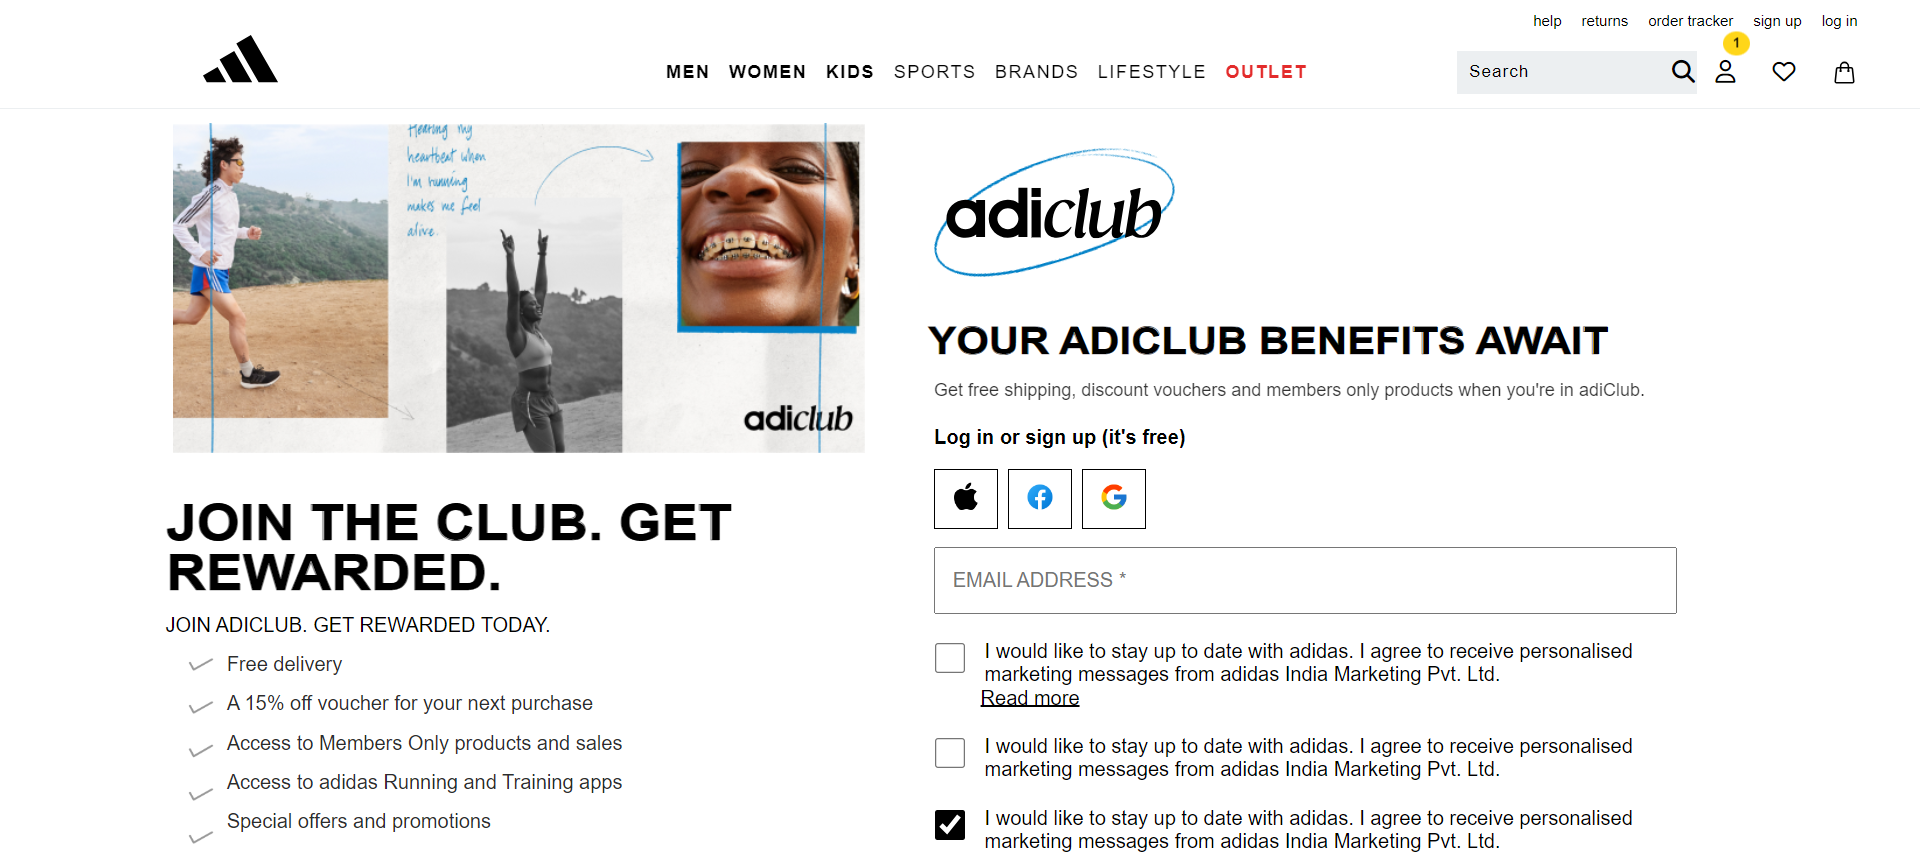 help returns order tracker sign up log in
1
MEN WOMEN KIDS SPORTS BRANDS LIFESTYLE OUTLET
Search
Hearing my
heartbeat when
I'm running
makes me feel
alive.
adiclub
JOIN THE CLUB. GET
REWARDED.
JOIN ADICLUB. GET REWARDED TODAY.
Free delivery
A 15% off voucher for your next purchase
Access to Members Only products and sales
Access to adidas Running and Training apps
Special offers and promotions
adiclub
YOUR ADICLUB BENEFITS AWAIT
Get free shipping, discount vouchers and members only products when you're in adiClub.
Log in or sign up (it's free)
EMAIL ADDRESS *
I would like to stay up to date with adidas. I agree to receive personalised
marketing messages from adidas India Marketing Pvt. Ltd.
Read more
I would like to stay up to date with adidas. I agree to receive personalised
marketing messages from adidas India Marketing Pvt. Ltd.
I would like to stay up to date with adidas. I agree to receive personalised
marketing messages from adidas India Marketing Pvt. Ltd.